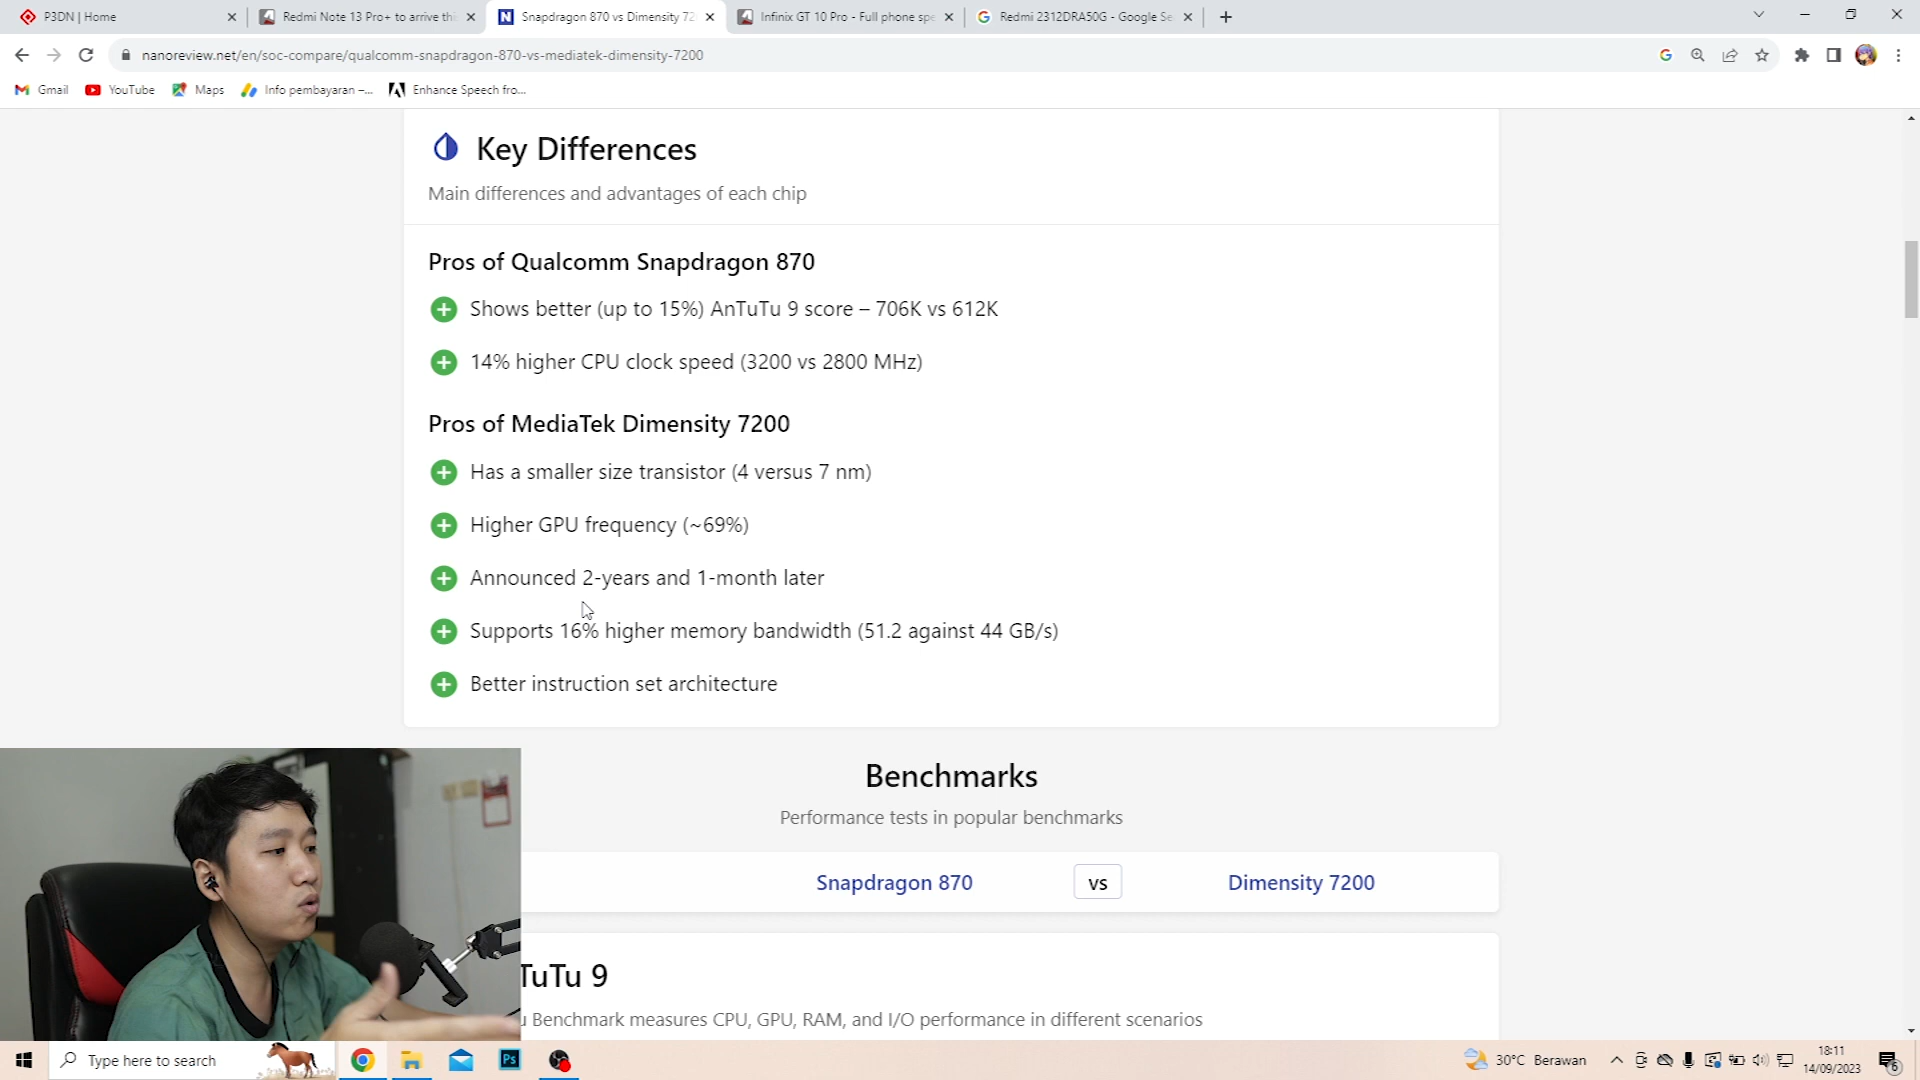 P3DN | Home
Redmi Note 13 Pro+ to arrive thi
Snapdragon 870 vs Dimensity 72
Infinix GT 10 Pro - Full phone spe
Redmi 2312DRA50G - Google Se
nanoreview.net/en/soc-compare/qualcomm-snapdragon-870-vs-mediatek-dimensity-7200
Gmail
YouTube
Maps
Info pembayaran –...
Enhance Speech fro...
Key Differences
Main differences and advantages of each chip
Pros of Qualcomm Snapdragon 870
Shows better (up to 15%) AnTuTu 9 score – 706K vs 612K
14% higher CPU clock speed (3200 vs 2800 MHz)
Pros of MediaTek Dimensity 7200
Has a smaller size transistor (4 versus 7 nm)
Higher GPU frequency (~69%)
Announced 2-years and 1-month later
Supports 16% higher memory bandwidth (51.2 against 44 GB/s)
Better instruction set architecture
Benchmarks
Performance tests in popular benchmarks
Snapdragon 870
vs
Dimensity 7200
TuTu 9
u Benchmark measures CPU, GPU, RAM, and I/O performance in different scenarios
Type here to search
Ps
30°C Berawan
18:11
14/09/2023
6